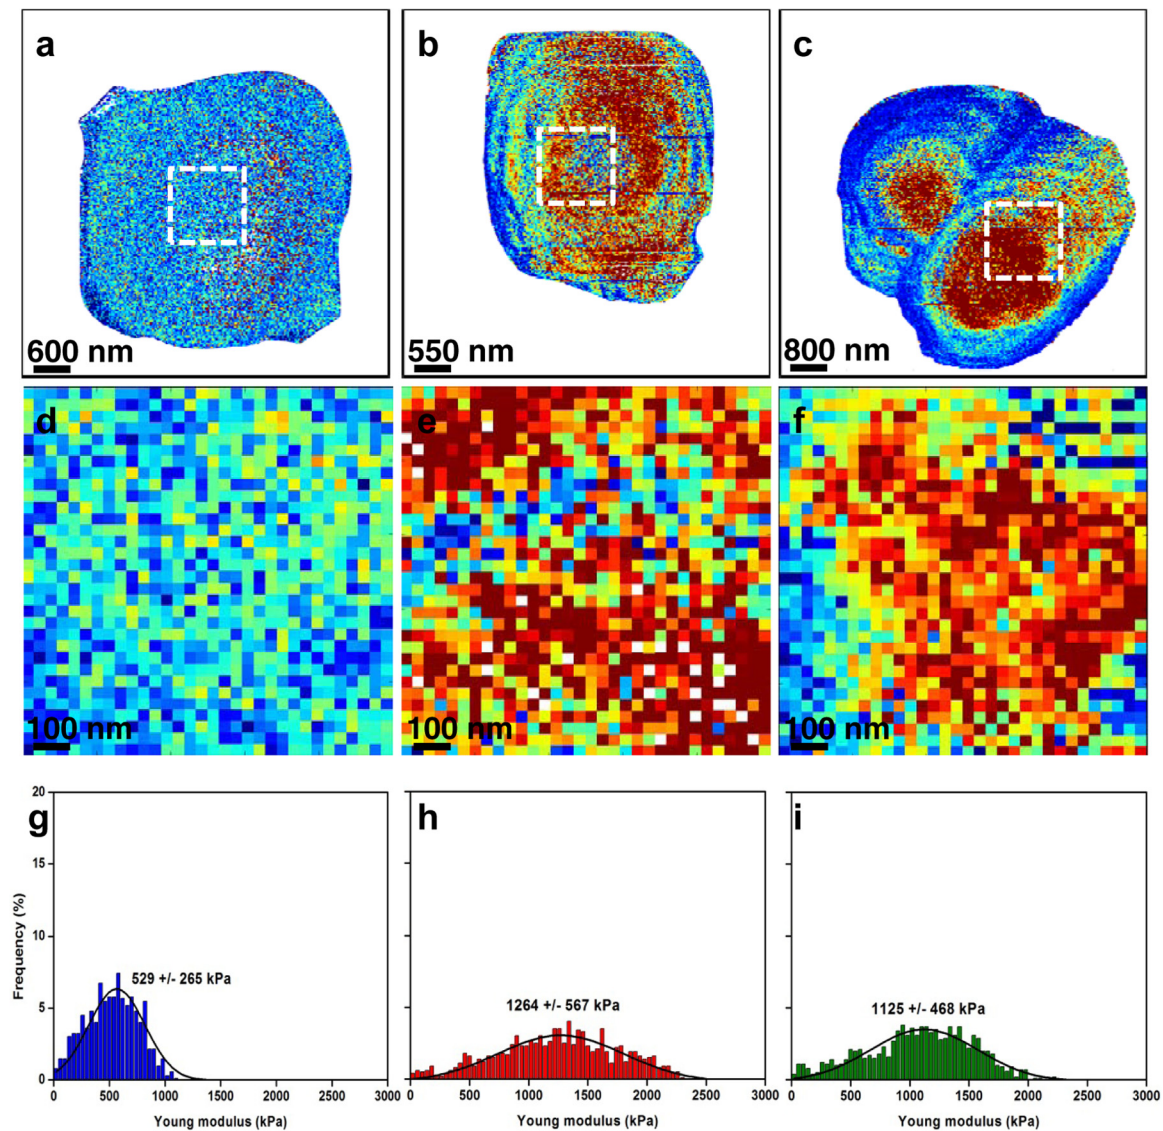 a
b
c
600 nm
550 nm
800 nm
d
e
f
100 nm
100 nm
100 nm
g
h
i
20
15
10
5
0
Frequency (%)
529 +/- 265 kPa
1264 +/- 567 kPa
1125 +/- 468 kPa
0 500 1000 1500 2000 2500 3000
0 500 1000 1500 2000 2500 3000
0 500 1000 1500 2000 2500 3000
Young modulus (kPa)
Young modulus (kPa)
Young modulus (kPa)